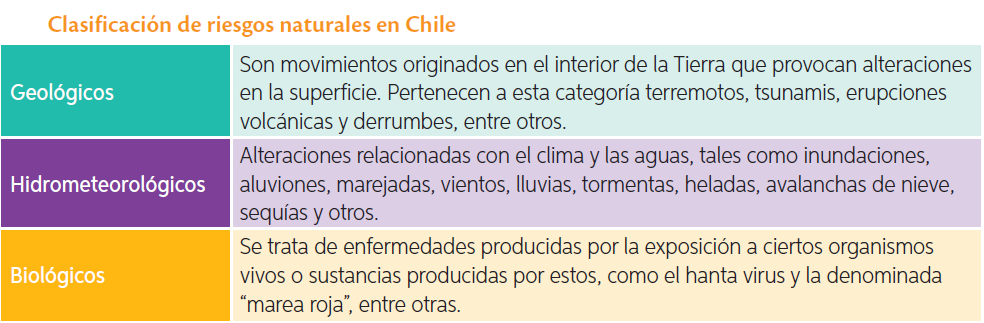 Clasificación de riesgos naturales en Chile
Geológicos
Son movimientos originados en el interior de la Tierra que provocan alteraciones
en la superficie. Pertenecen a esta categoría terremotos, tsunamis, erupciones
volcánicas y derrumbes, entre otros.
Hidrometeorológicos
Alteraciones relacionadas con el clima y las aguas, tales como inundaciones,
aluviones, marejadas, vientos, lluvias, tormentas, heladas, avalanchas de nieve,
sequías y otros.
Biológicos
Se trata de enfermedades producidas por la exposición a ciertos organismos
vivos o sustancias producidas por estos, como el hanta virus y la denominada
“marea roja”, entre otras.